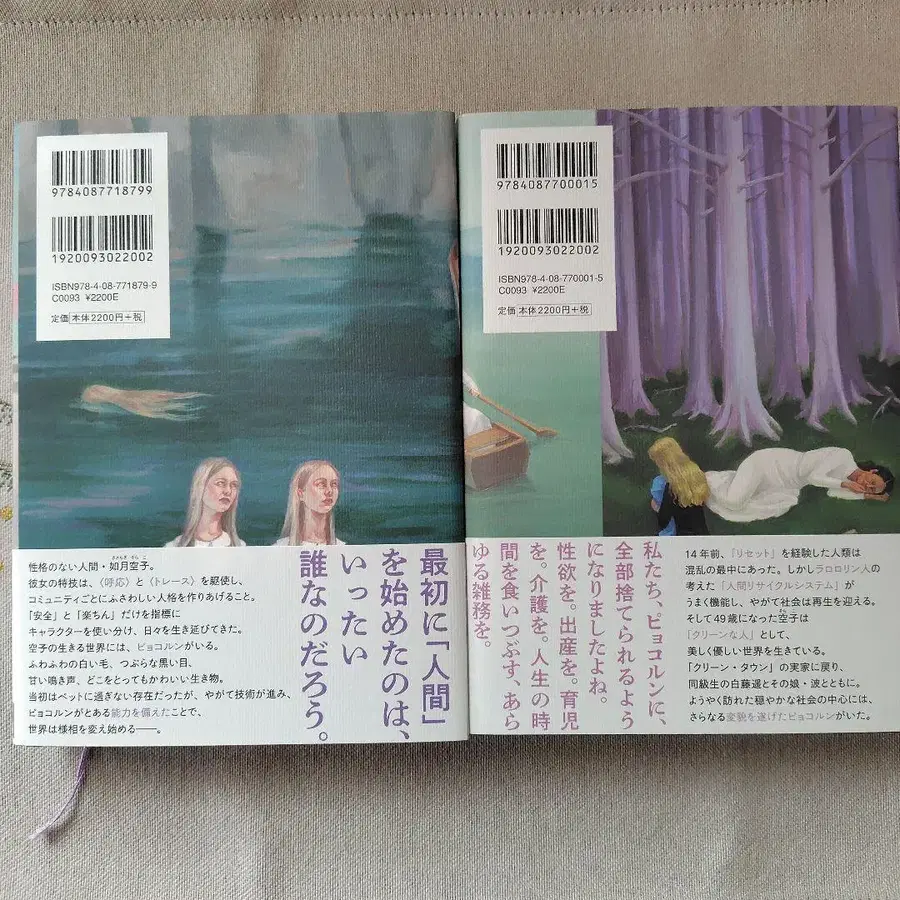 9784087718799
1920093022002
ISBN978-4-08-771879-9
C0093 ¥2200E
定価 本体2200円+税
最初に「人間」
を始めたのは、
いったい
誰なのだろう。
性格のない人間・如月空子。
きさらぎ そらこ
彼女の特技は、〈呼応〉と〈トレース〉を駆使し、
コミュニティごとにふさわしい人格を作りあげること。
「安全」と「楽ちん」だけを指標に
キャラクターを使い分け、日々を生き延びてきた。
空子の生きる世界には、ピョコルンがいる。
ふわふわの白い毛、つぶらな黒い目、
甘い鳴き声、どこをとってもかわいい生き物。
当初はペットに過ぎない存在だったが、やがて技術が進み、
ピョコルンがとある能力を備えたことで、
世界は様相を変え始める——。
9784087700015
1920093022002
ISBN978-4-08-770001-5
C0093 ¥2200E
定価 本体2200円+税
私たち、ピョコルンに、
全部捨てられるよう
になりましたよね。
性欲を。出産を。育児
を。介護を。人生の時
間を食いつぶす、あら
ゆる雑務を。
14年前、『リセット』を経験した人類は
混乱の最中にあった。しかしラロロリン人の
考えた「人間リサイクルシステム」が
うまく機能し、やがて社会は再生を迎える。
そして49歳になった空子は
そらこ
「クリーンな人」として、
美しく優しい世界を生きている。
「クリーン・タウン」の実家に戻り、
同級生の白藤遥とその娘・波とともに。
ようやく訪れた穏やかな社会の中心には、
さらなる変貌を遂げたピョコルンがいた。